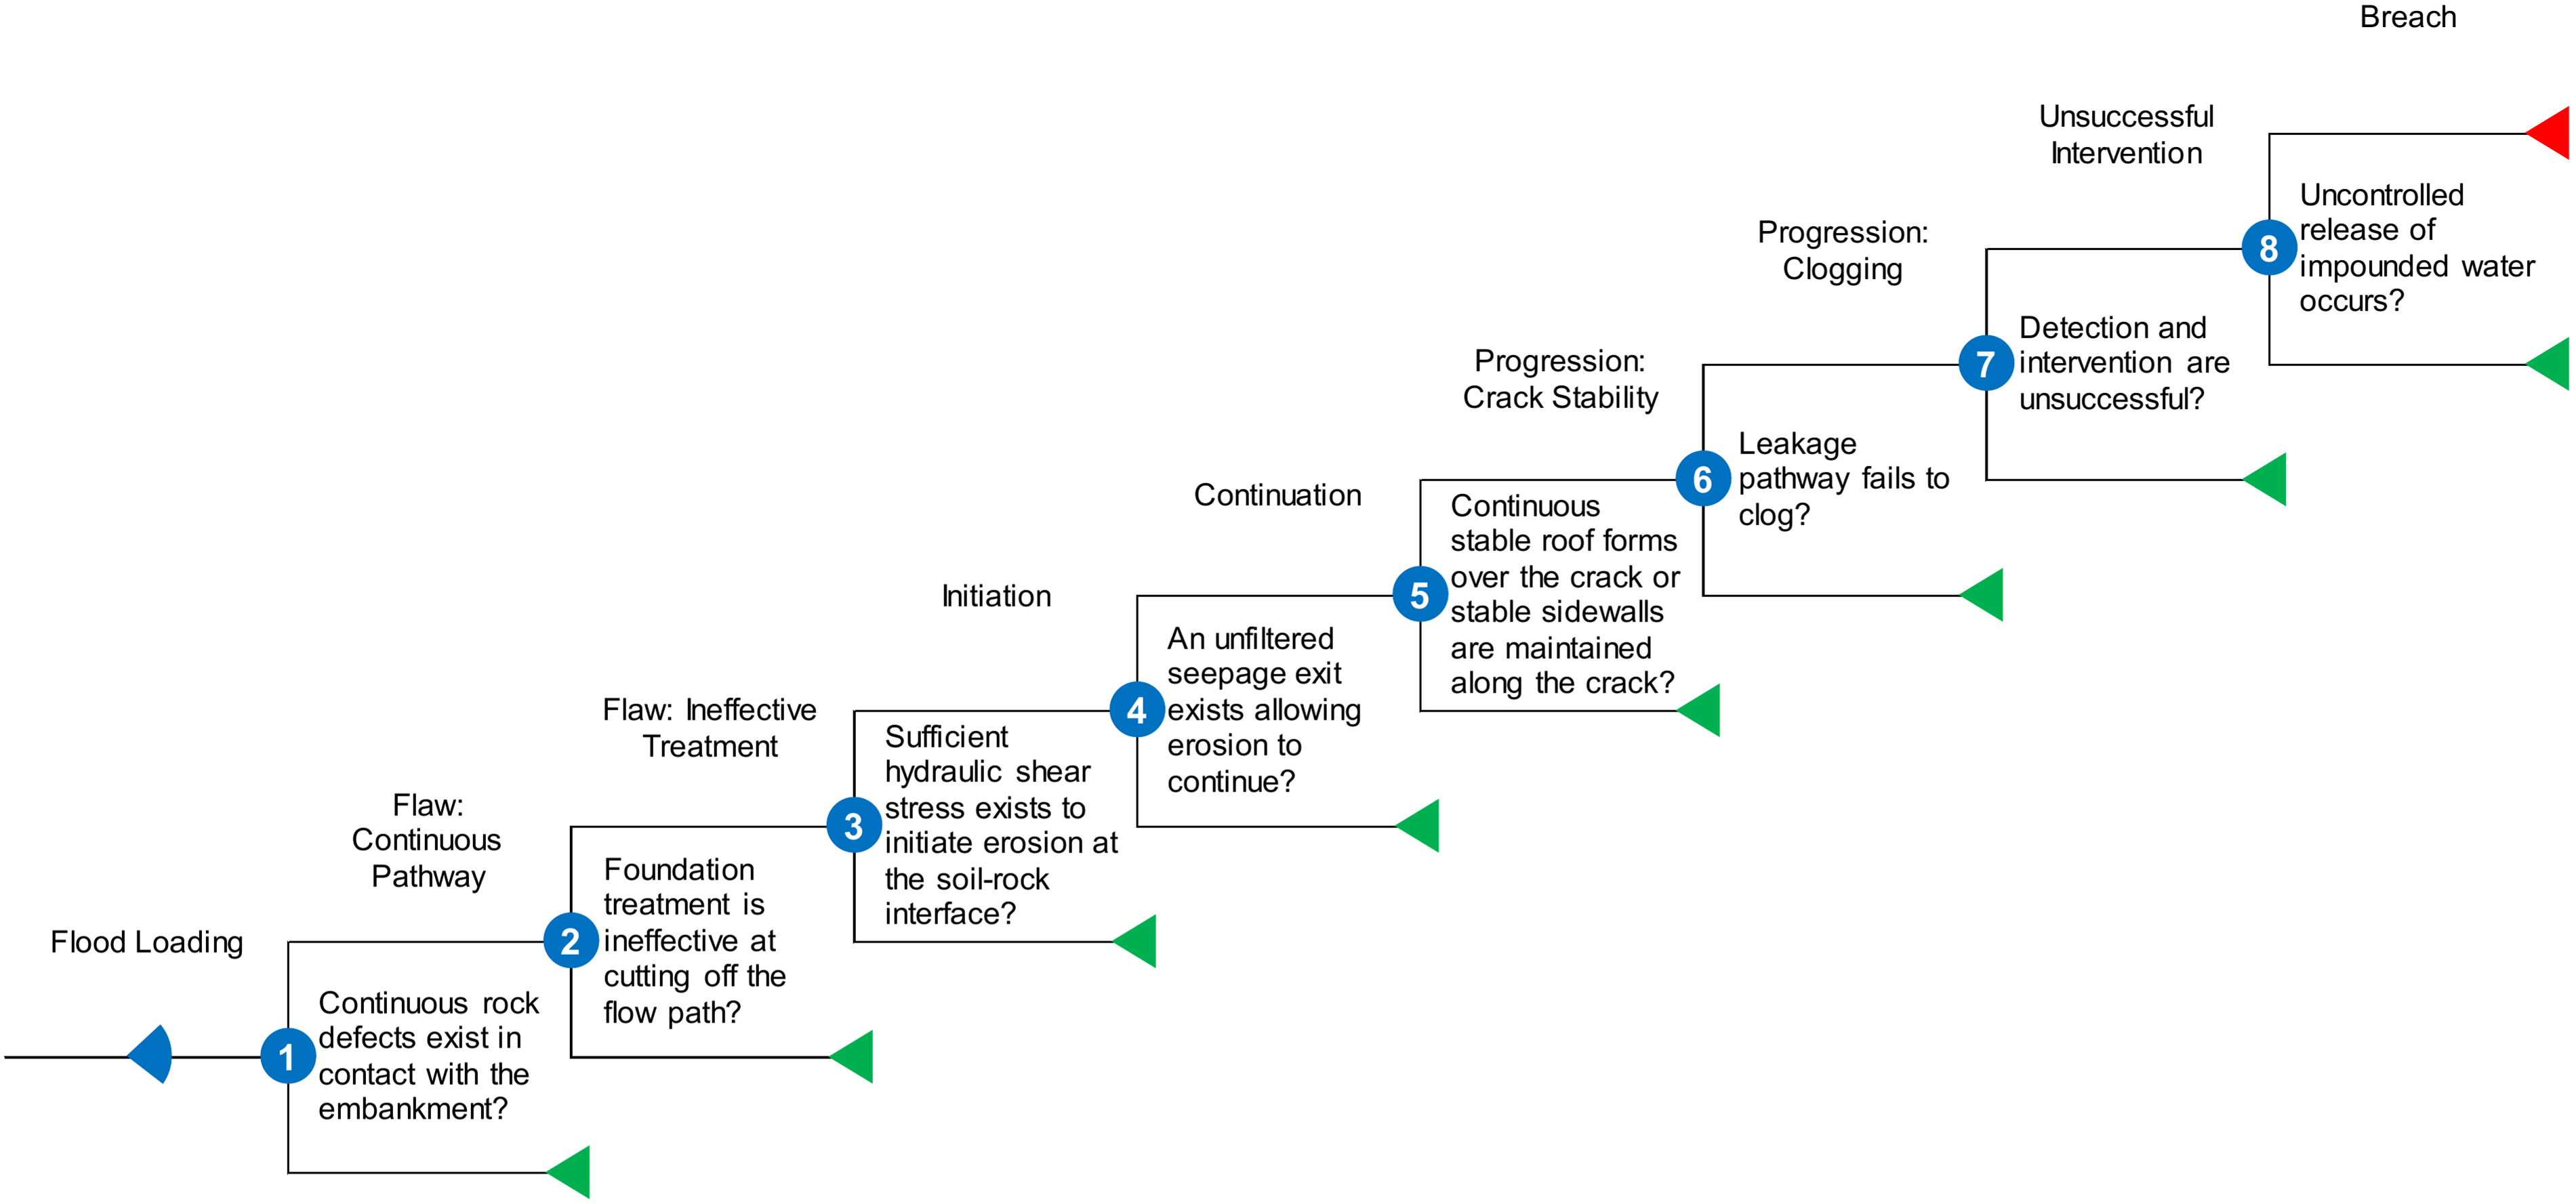 Breach
Unsuccessful
Intervention
Uncontrolled
release of
impounded water
occurs?
8
Progression:
Clogging
Detection and
intervention are
unsuccessful?
7
Progression:
Crack Stability
Leakage
pathway fails to
clog?
6
Continuation
Continuous
stable roof forms
over the crack or
stable sidewalls
are maintained
along the crack?
5
Initiation
An unfiltered
seepage exit
exists allowing
erosion to
continue?
4
Flaw: Ineffective
Treatment
Sufficient
hydraulic shear
stress exists to
initiate erosion at
the soil-rock
interface?
3
Flaw:
Continuous
Pathway
Foundation
treatment is
ineffective at
cutting off the
flow path?
2
Flood Loading
Continuous rock
defects exist in
contact with the
embankment?
1